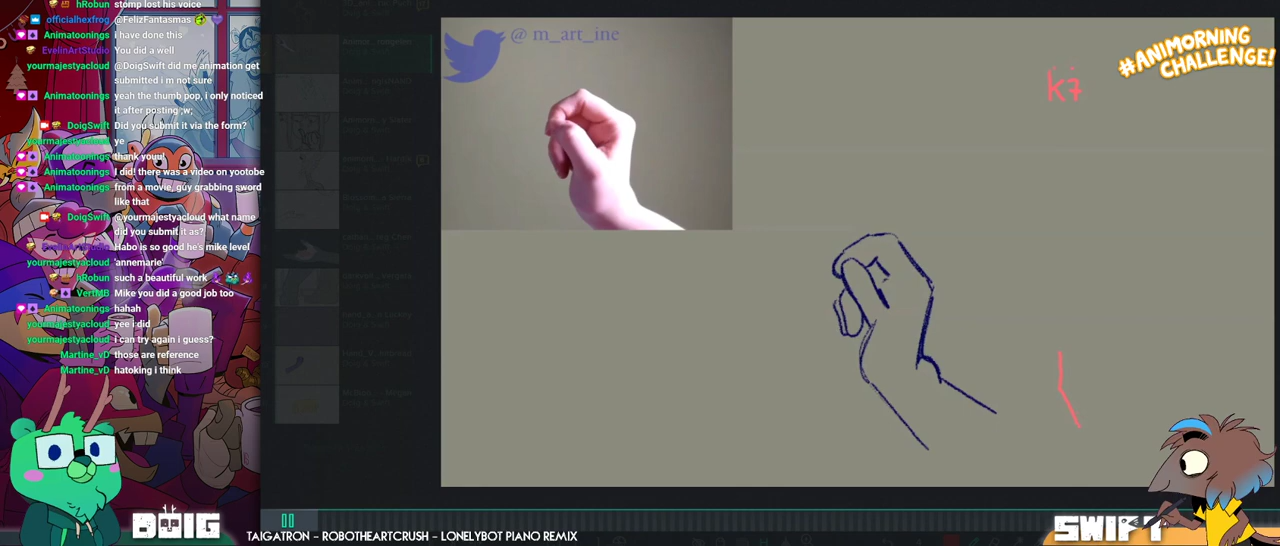 hRobun stomp lost his voice
officialhexfrog @FelizFantasmas
Animatoonings i have done this
EvelinArtStudio You did a well
yourmajestyacloud @DoigSwift did me animation get
submitted i m not sure
Animatoonings yeah the thumb pop, i only noticed
it after posting ;w;
DoigSwift Did you submit it via the form?
yourmajestyacloud ye
Animatoonings thank youu!
Animatoonings I did! there was a video on yootobe
Animatoonings from a movie, guy grabbing sword
like that
DoigSwift @yourmajestyacloud what name
did you submit it as?
Habo is so good he's mike level
yourmajestyacloud 'annemarie'
hRobun such a beautiful work
VertMB Mike you did a good job too
Animatoonings hahah
yourmajestyacloud yee i did
yourmajestyacloud i can try again i guess?
Martine_vD those are reference
Martine_vD hatoking i think
@m_art_ine
k7
#ANIMORNING
CHALLENGE!
DOIG
TAIGATRON - ROBOTHEARTCRUSH - LONELYBOT PIANO REMIX
SWIFT